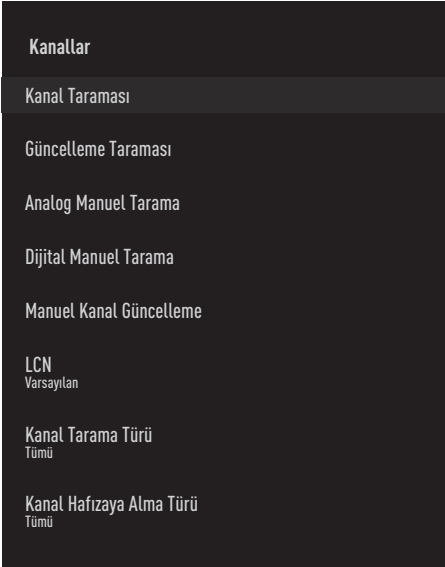 Kanallar
Kanal Taraması
Güncelleme Taraması
Analog Manuel Tarama
Dijital Manuel Tarama
Manuel Kanal Güncelleme
LCN
Varsayılan
Kanal Tarama Türü
Tümü
Kanal Hafızaya Alma Türü
Tümü